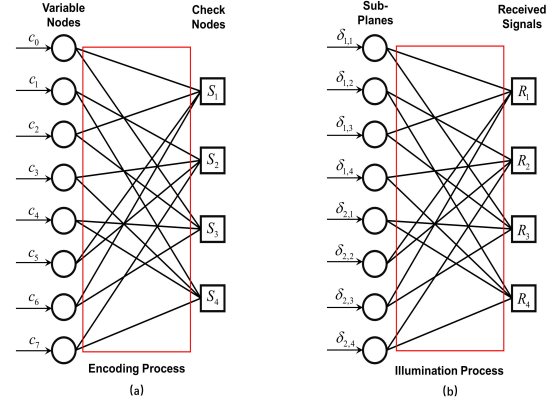 Variable
Nodes
Check
Nodes
c₀
c₁
c₂
c₃
c₄
c₅
c₆
c₇
S₁
S₂
S₃
S₄
Encoding Process
(a)
Sub-
Planes
Received
Signals
δ₁,₁
δ₁,₂
δ₁,₃
δ₁,₄
δ₂,₁
δ₂,₂
δ₂,₃
δ₂,₄
R₁
R₂
R₃
R₄
Illumination Process
(b)